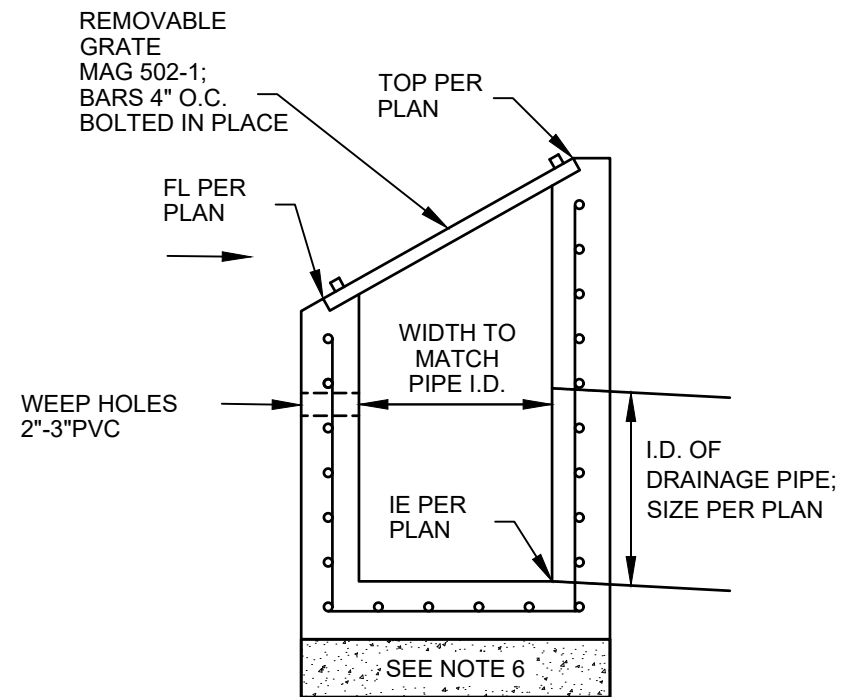 REMOVABLE
GRATE
MAG 502-1;
BARS 4" O.C.
BOLTED IN PLACE
TOP PER
PLAN
FL PER
PLAN
WIDTH TO
MATCH
PIPE I.D.
WEEP HOLES
2"-3"PVC
I.D. OF
DRAINAGE PIPE;
SIZE PER PLAN
IE PER
PLAN
SEE NOTE 6